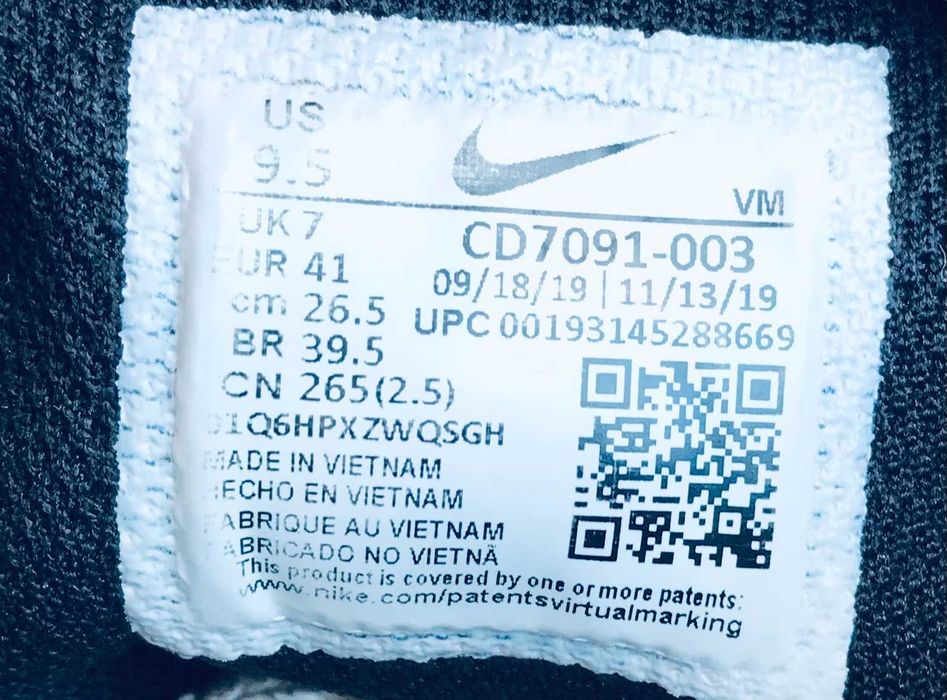 US
9.5
VM
UK 7
CD7091-003
EUR 41
09/18/19 | 11/13/19
cm 26.5
UPC 00193145288669
BR 39.5
CN 265(2.5)
01Q6HPXZWQSGH
MADE IN VIETNAM
HECHO EN VIETNAM
FABRIQUE AU VIETNAM
FABRICADO NO VIETNÃ
This product is covered by one or more patents:
www.nike.com/patentsvirtualmarking